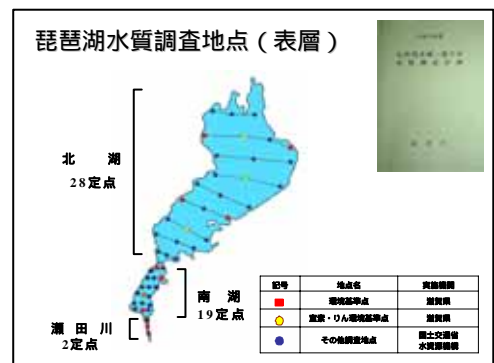 琵琶湖水質調査地点（表層）
北　湖
28定点
南　湖
19定点
瀬田川
2定点
記号　地点名　実施機関
環境基準点　滋賀県
窒素・りん環境基準点　滋賀県
その他調査地点　国土交通省
水資源機構